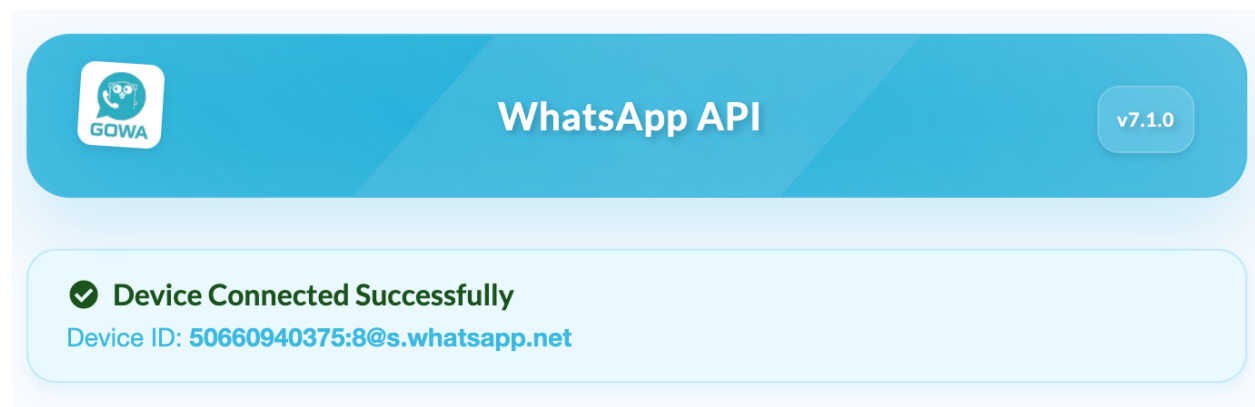 GOWA
WhatsApp API
v7.1.0
Device Connected Successfully
Device ID: 50660940375:8@s.whatsapp.net